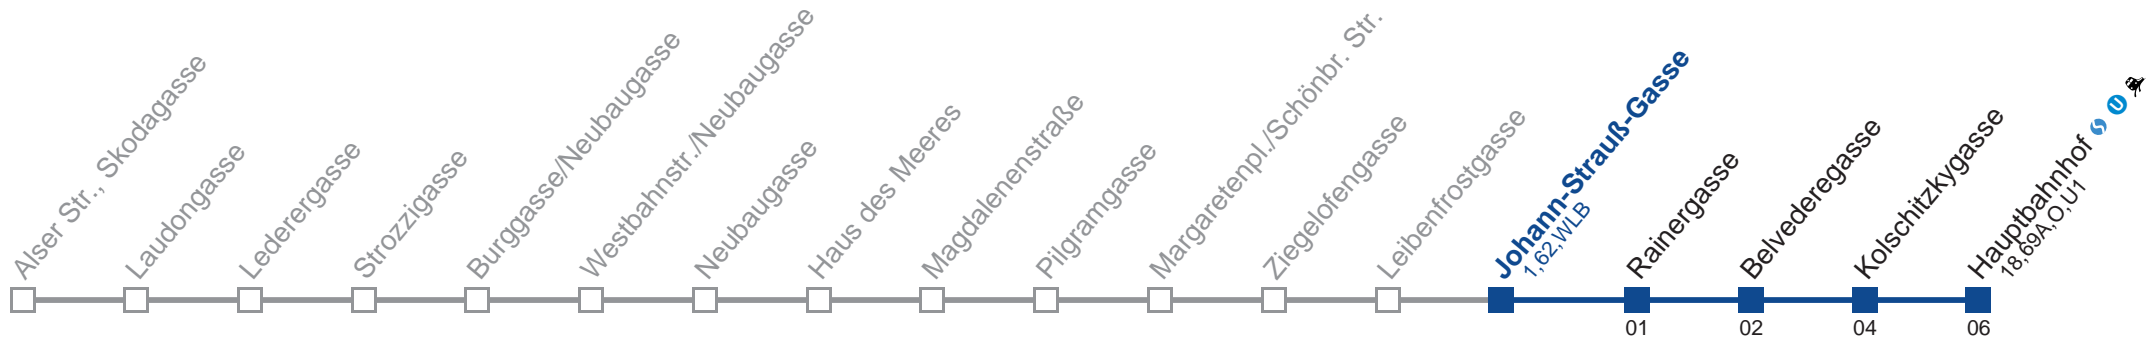 Alser Str., Skodagasse
Laudongasse
Lederergasse
Strozzigasse
Burggasse/Neubaugasse
Westbahnstr./Neubaugasse
Neubaugasse
Haus des Meeres
Magdalenenstraße
Pilgramgasse
Margaretenpl./Schönbr. Str.
Ziegelofengasse
Leibenfrostgasse
Johann-Strauß-Gasse
1,62,WLB
Rainergasse
Belvederegasse
Kolschitzkygasse
Hauptbahnhof S U
18,69A,O,U1
01
02
04
06